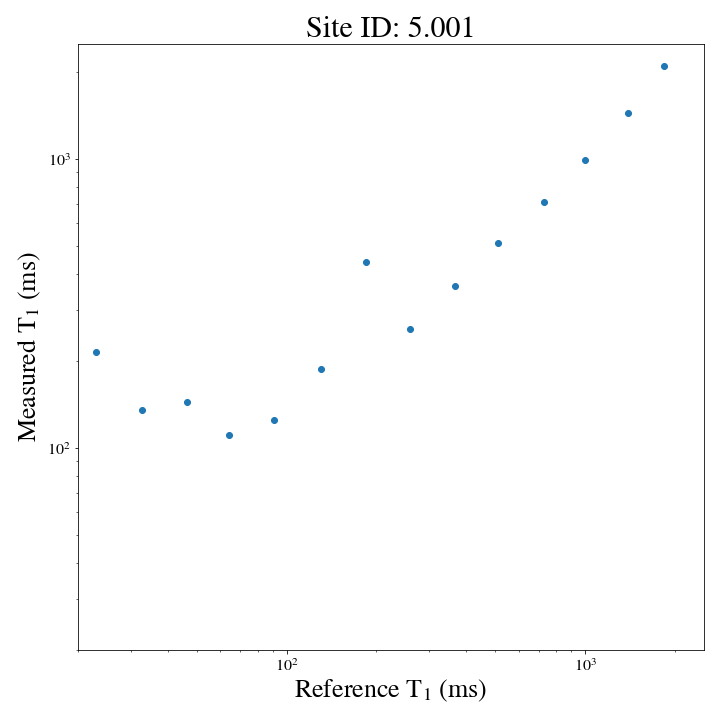 Site ID: 5.001
Measured T₁ (ms)
10³
10²
10²
10³
Reference T₁ (ms)